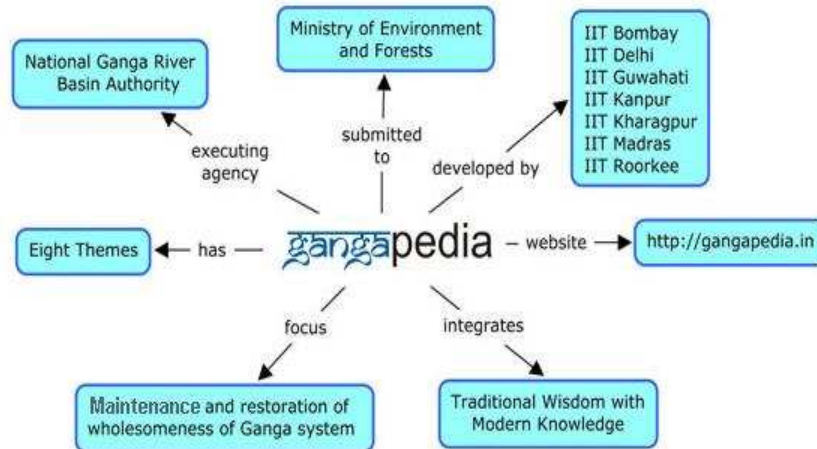 Ministry of Environment
and Forests
National Ganga River
Basin Authority
IIT Bombay
IIT Delhi
IIT Guwahati
IIT Kanpur
IIT Kharagpur
IIT Madras
IIT Roorkee
executing
agency
submitted
to
developed by
Eight Themes
has
gangapedia
website
http://gangapedia.in
focus
integrates
Maintenance and restoration of
wholesomeness of Ganga system
Traditional Wisdom with
Modern Knowledge